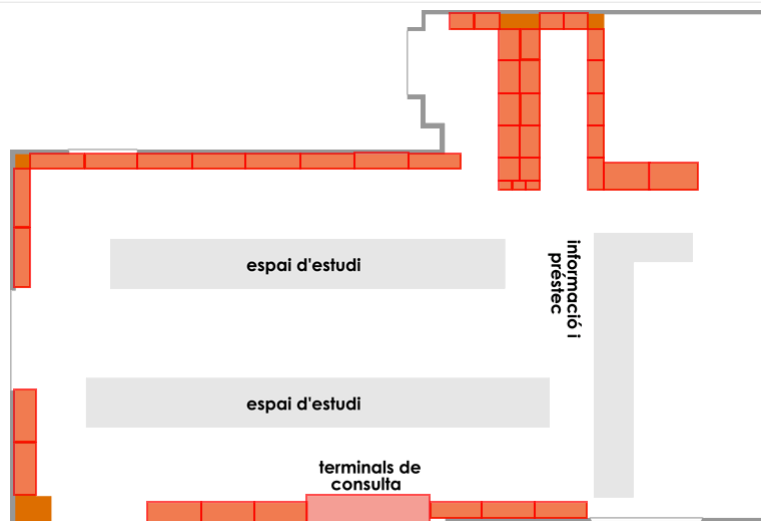 informació i
préstec
espai d'estudi
espai d'estudi
terminals de
consulta